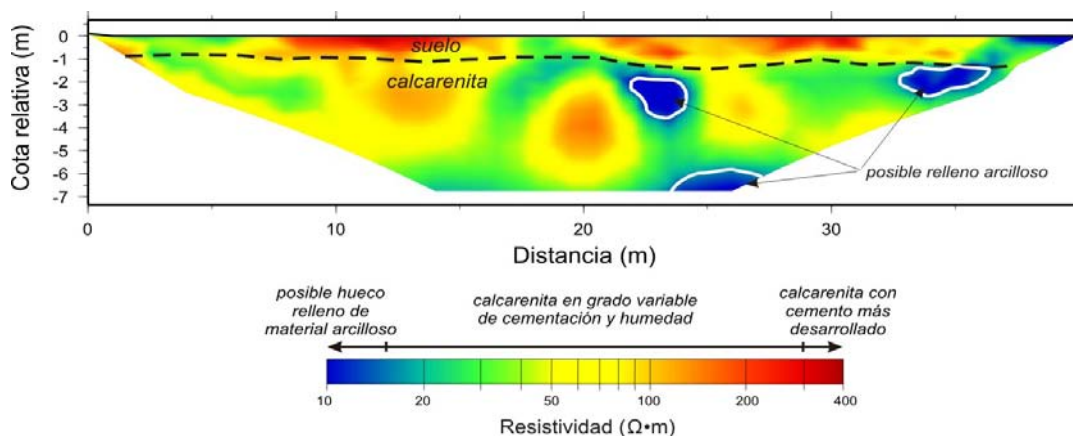 Cota relativa (m)
0
-1
-2
-3
-4
-5
-6
-7
suelo
calcarenita
posible relleno arcilloso
0
10
20
30
Distancia (m)
posible hueco
relleno de
material arcilloso
calcarenita en grado variable
de cementación y humedad
calcarenita con
cemento más
desarrollado
10
20
50
100
200
400
Resistividad (Ω•m)